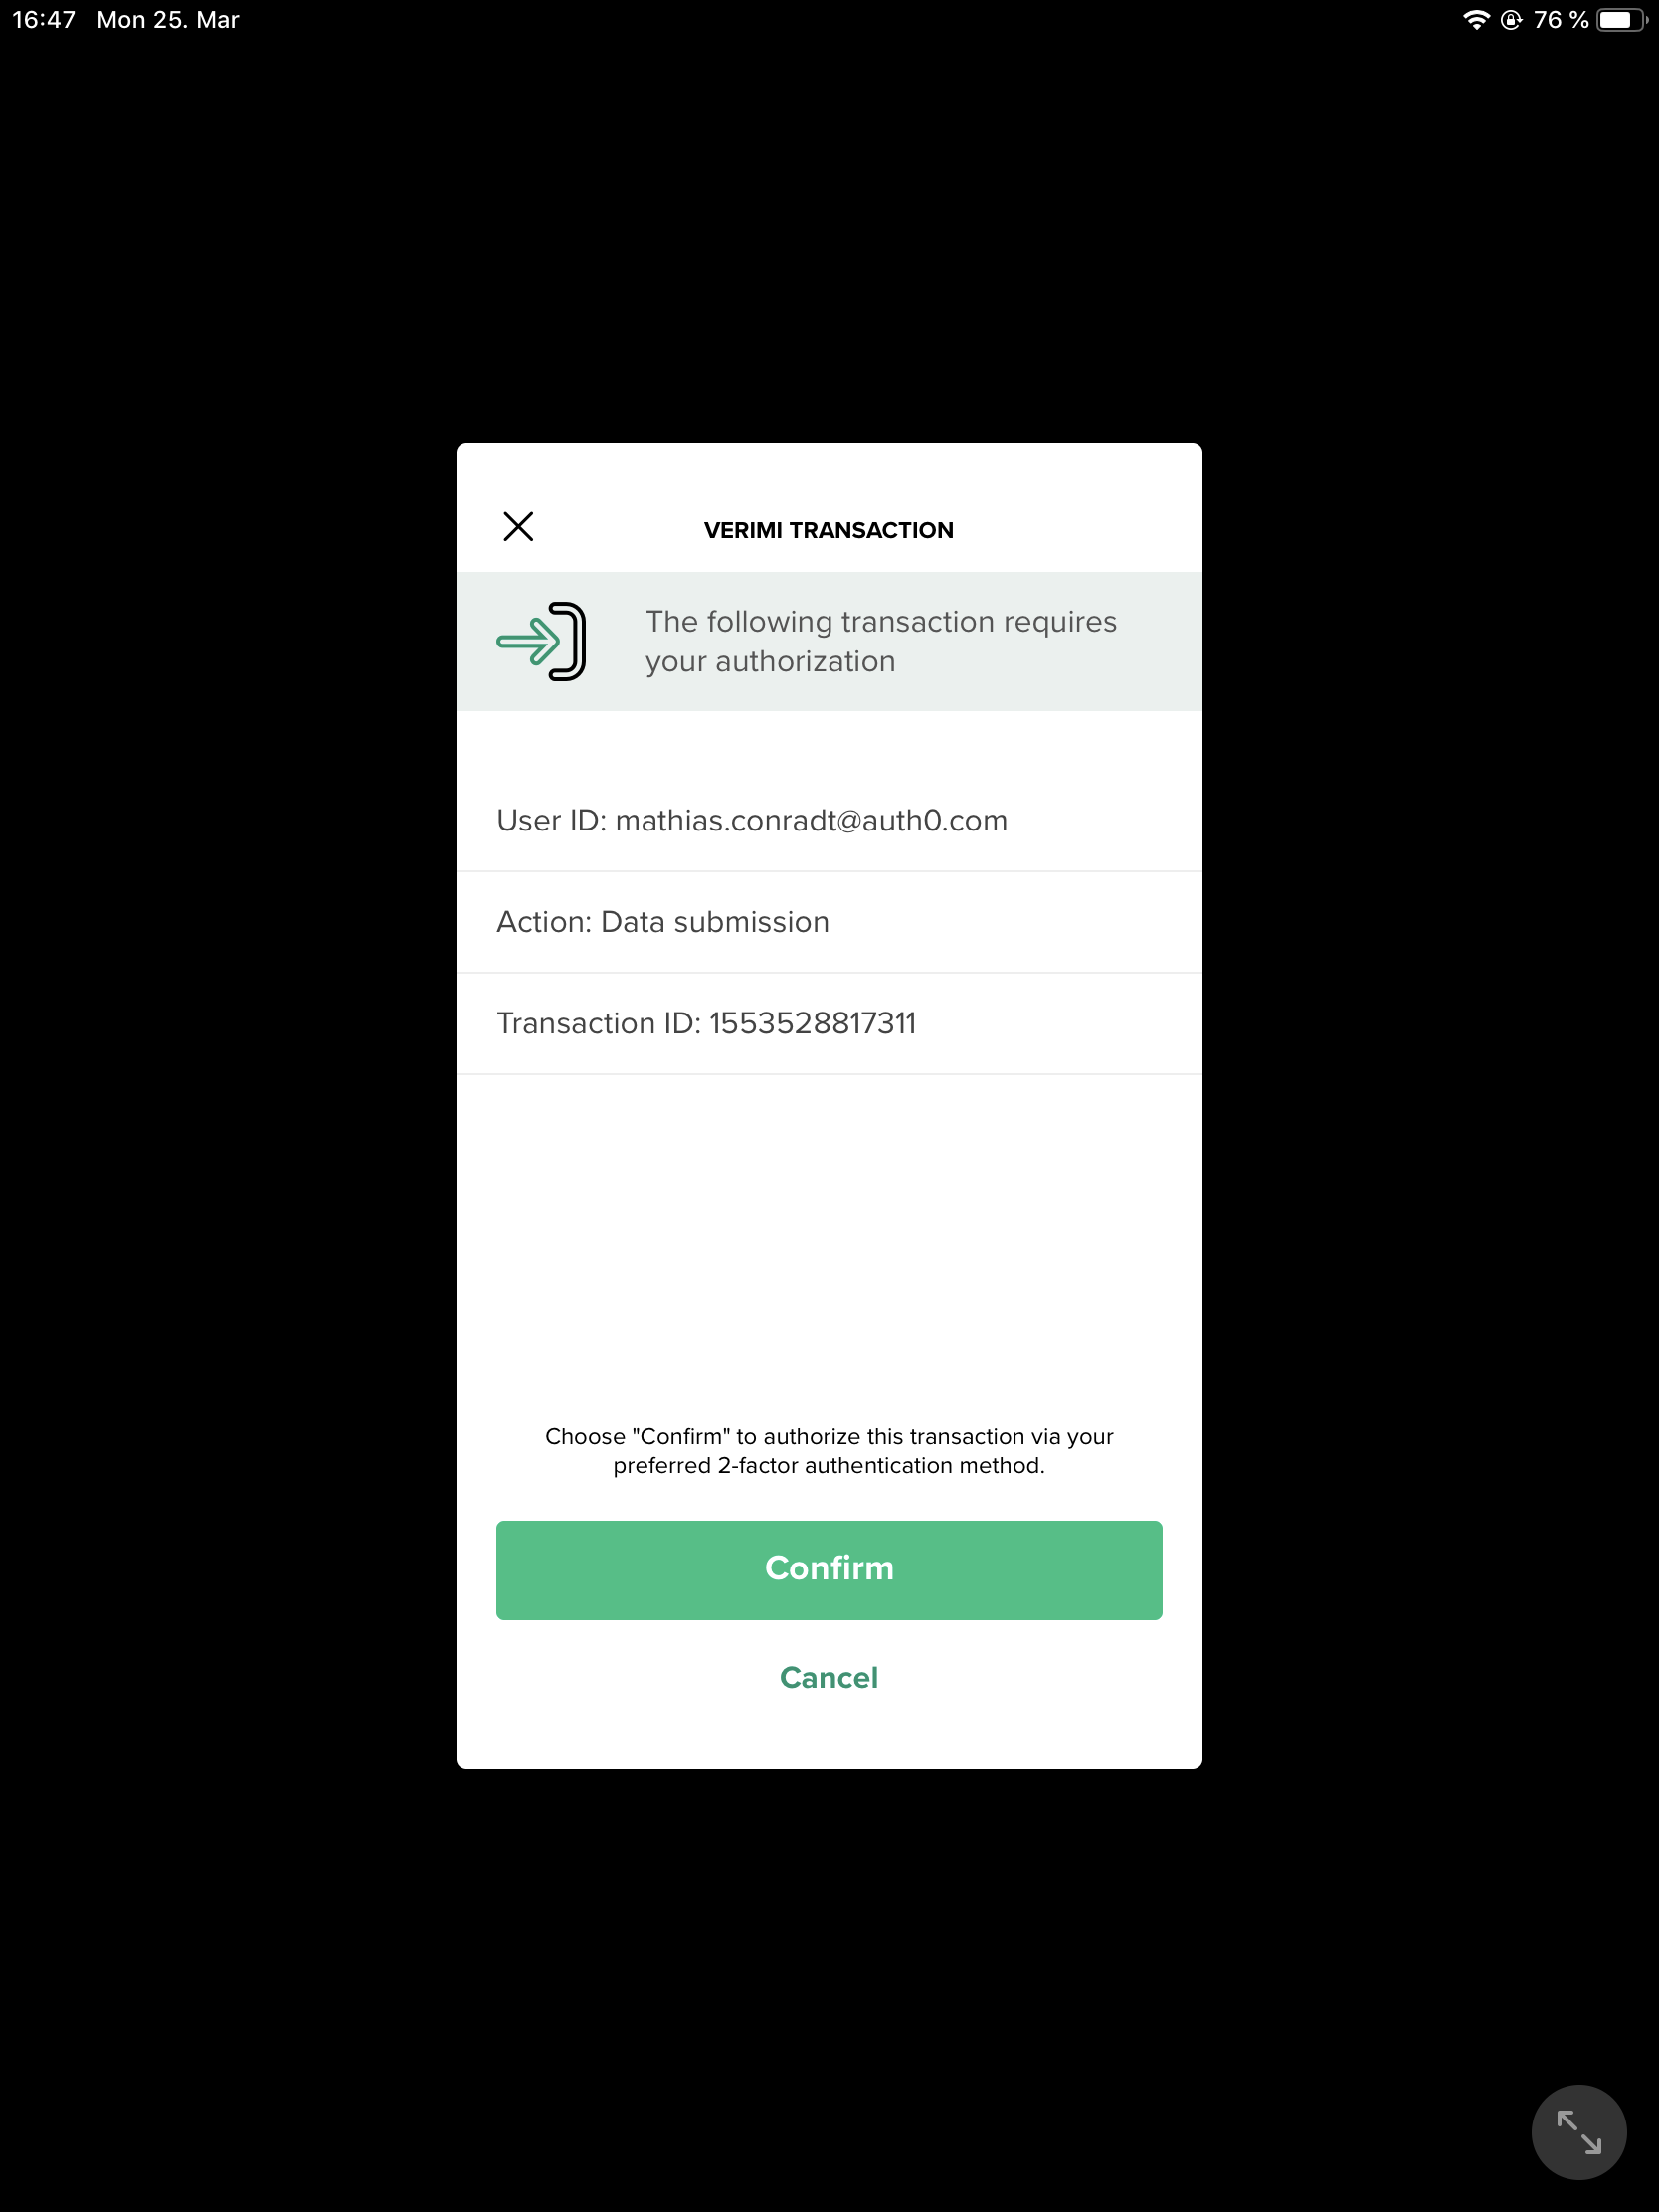 16:47 Mon 25. Mar 76 %
VERIMI TRANSACTION
The following transaction requires
your authorization
User ID: mathias.conradt@auth0.com
Action: Data submission
Transaction ID: 1553528817311
Choose "Confirm" to authorize this transaction via your
preferred 2-factor authentication method.
Confirm
Cancel